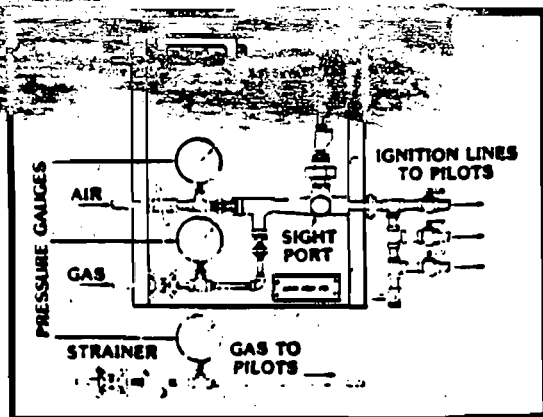 PRESSURE GAUGES
IGNITION LINES
TO PILOTS
AIR
SIGHT
PORT
GAS
STRAINER
GAS TO
PILOTS